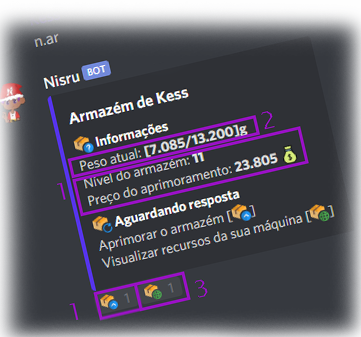 n.ar
Nisru BOT
Armazém de Kess
Informações
Peso atual: [7.085/13.200]g
Nível do armazém: 11
Preço do aprimoramento: 23.805
Aguardando resposta
Aprimorar o armazém [ ]
Visualizar recursos da sua máquina [ ]
1 1
1
2
1
3